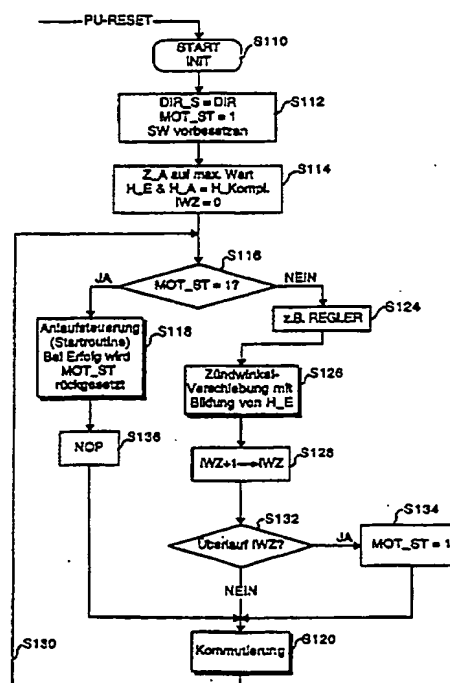 PU-RESET
START
INIT
S110
DIR_S = DIR
MOT_ST = 1
SW vorbesetzen
S112
Z_A auf max. Wert
H_E & H_A = H_Kompl.
IWZ = 0
S114
S116
MOT_ST = 1?
JA
NEIN
Anlaufsteuerung
(Startroutine)
Bei Erfolg wird
MOT_ST
rückgesetzt
S118
z.B. REGLER
S124
Zündwinkel-
Verschiebung mit
Bildung von H_E
S126
NOP
S136
IWZ+1→IWZ
S128
S132
Überlauf IWZ?
JA
S134
MOT_ST = 1
NEIN
S130
Kommutierung
S120